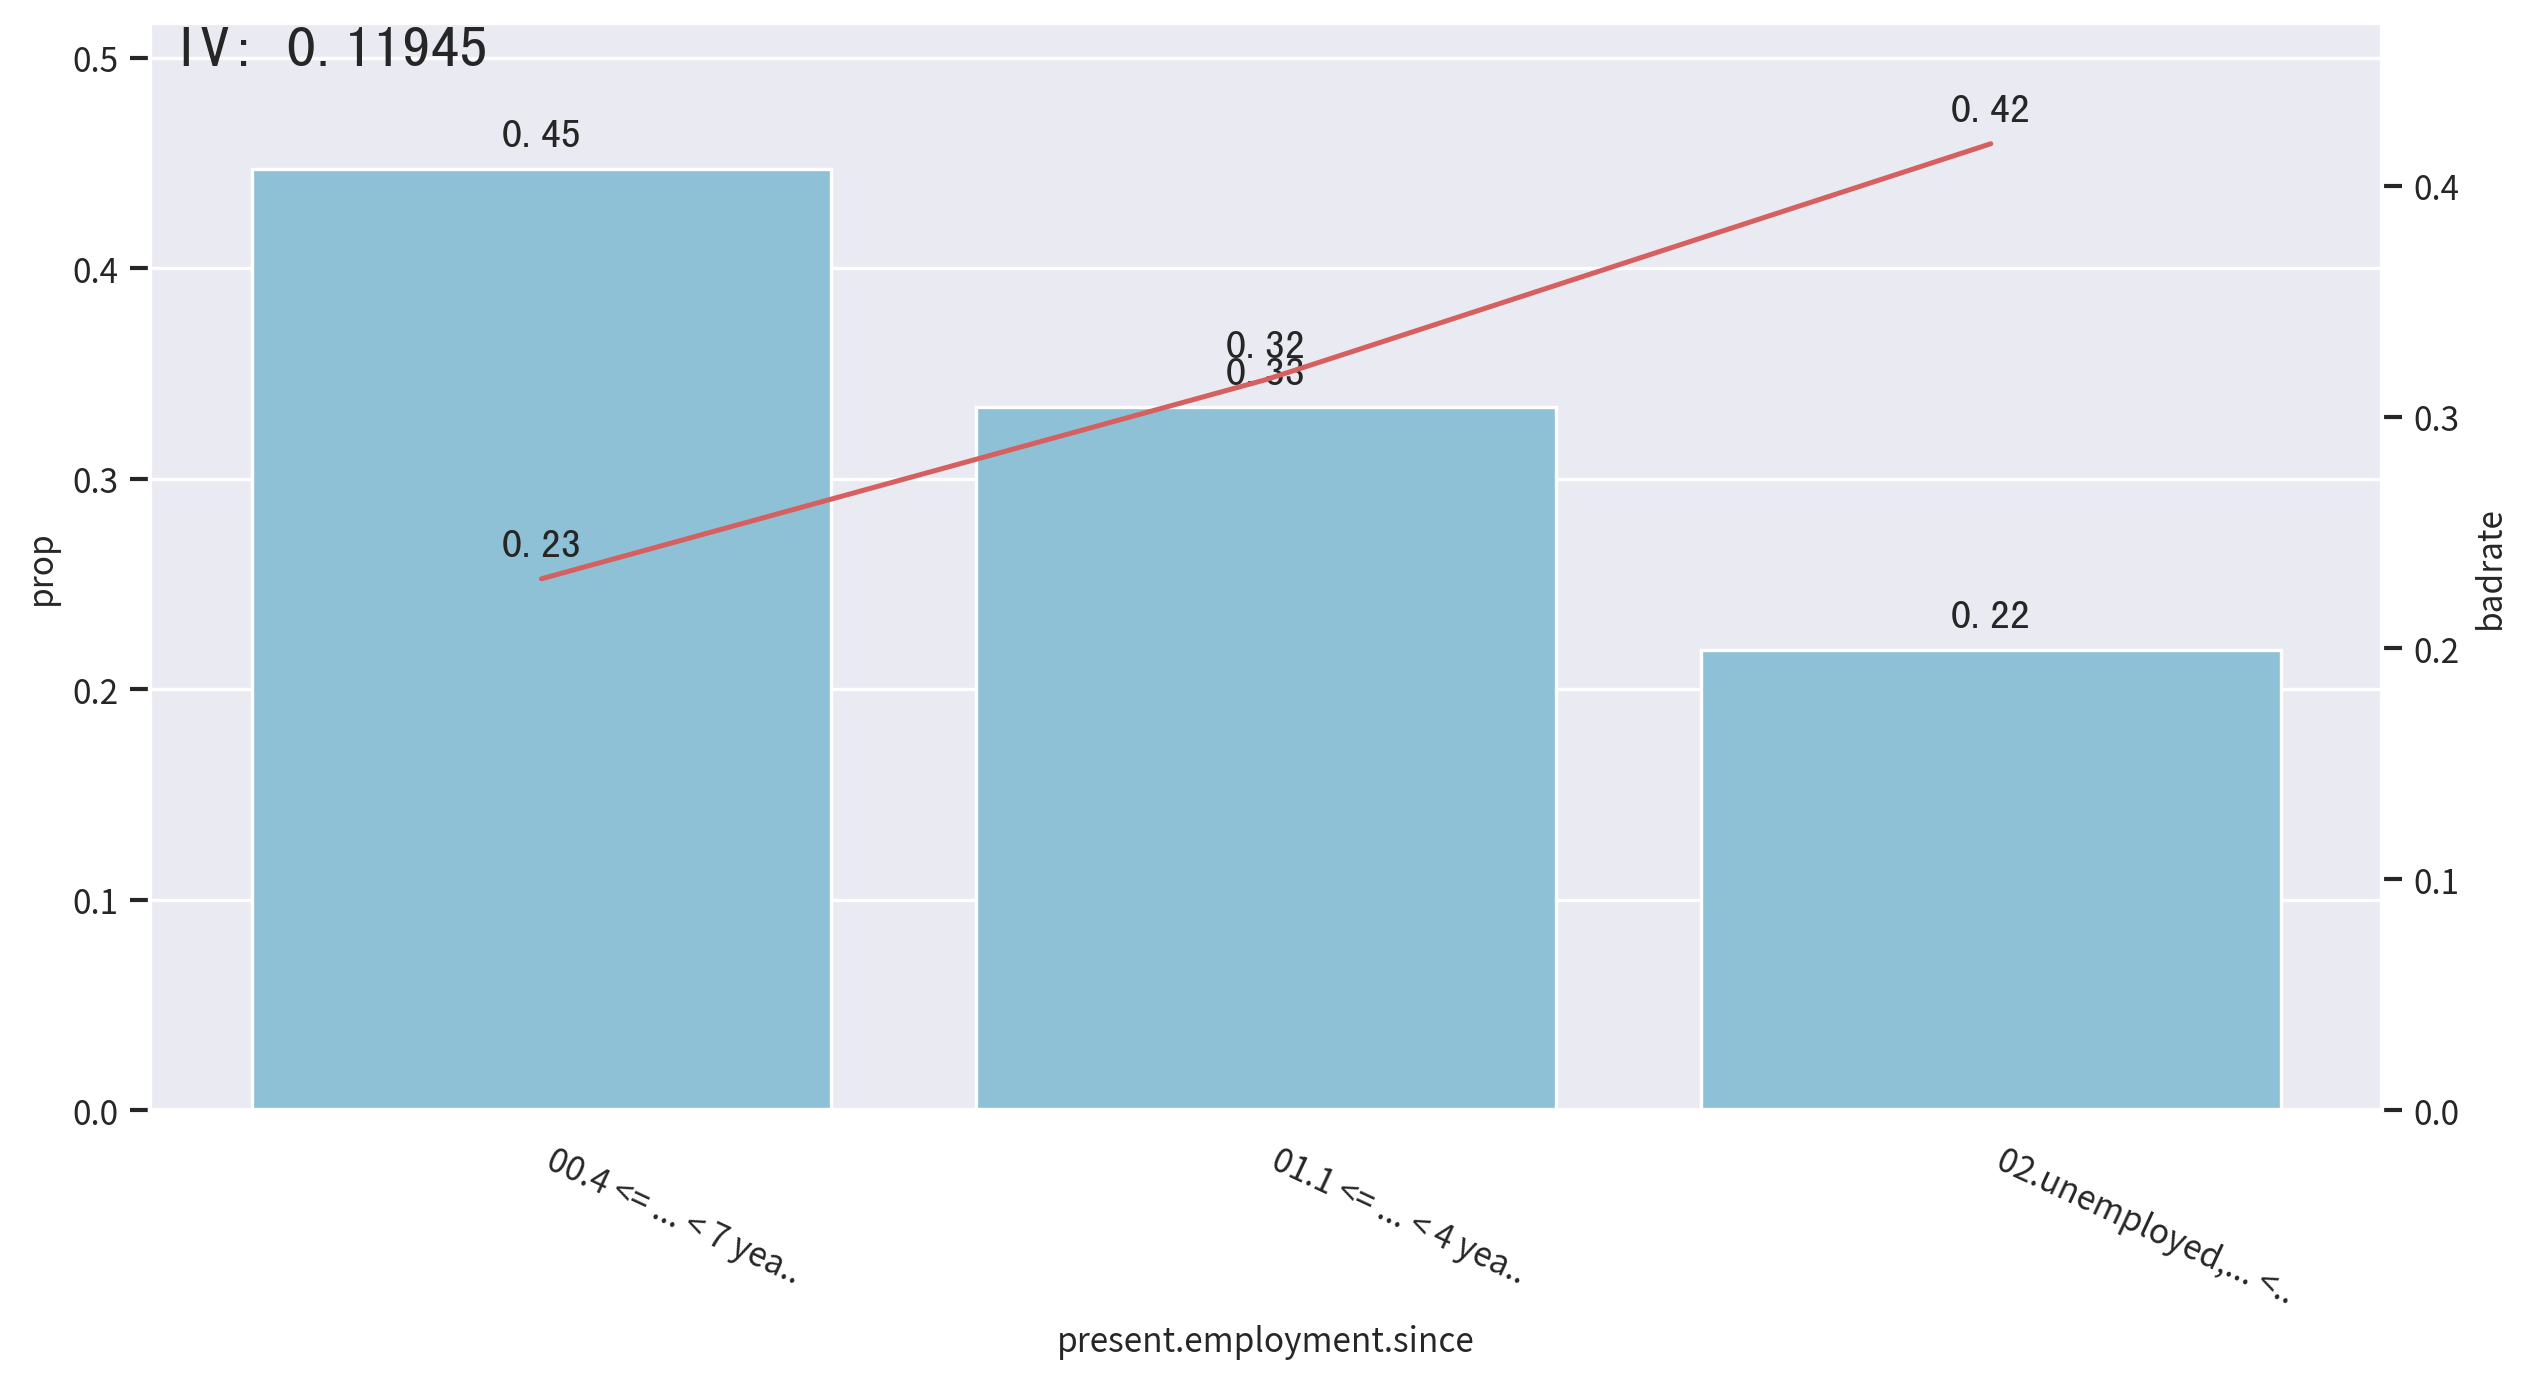 IV: 0.11945
0.5
0.4
0.3
0.2
0.1
0.0
prop
0.45
0.23
0.32
0.33
0.42
0.22
0.4
0.3
0.2
0.1
0.0
badrate
00.4 <= ... < 7 yea..
01.1 <= ... < 4 yea..
02.unemployed,... <..
present.employment.since